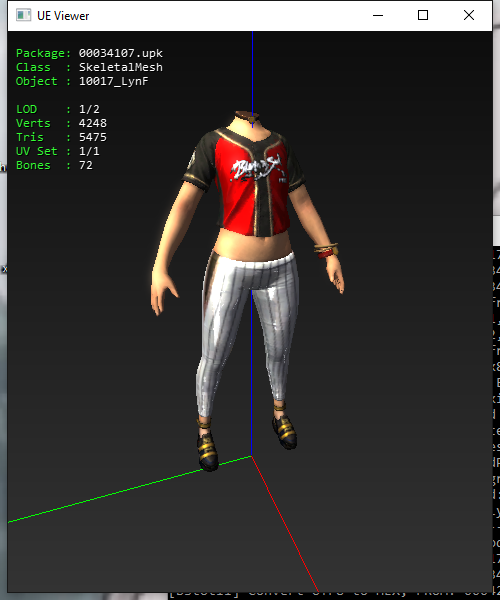 UE Viewer
Package: 00034107.upk
Class : SkeletalMesh
Object : 10017_LynF
LOD : 1/2
Verts : 4248
Tris : 5475
UV Set : 1/1
Bones : 72